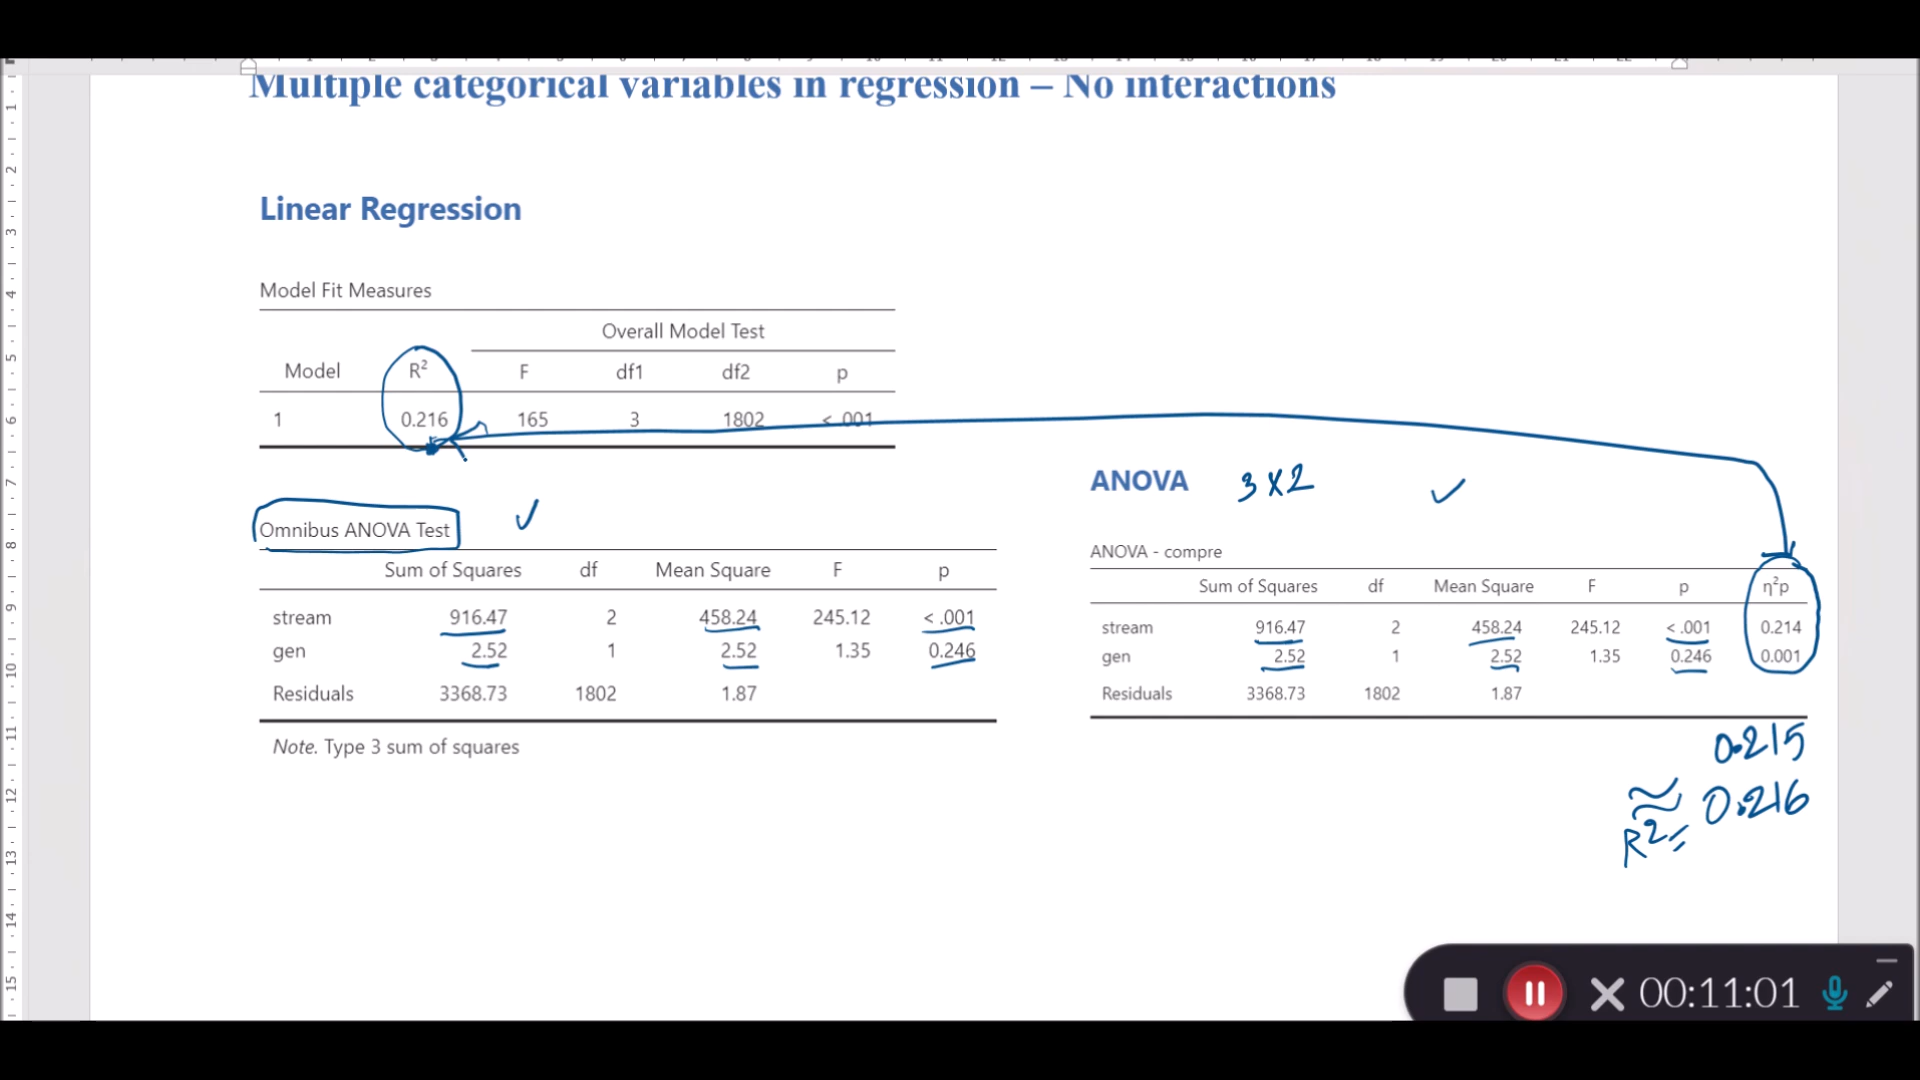 Multiple categorical variables in regression – No interactions
Linear Regression
Model Fit Measures
Overall Model Test
Model R² F df1 df2 p
1 0.216 165 3 1802 < .001
Omnibus ANOVA Test
Sum of Squares df Mean Square F p
stream 916.47 2 458.24 245.12 < .001
gen 2.52 1 2.52 1.35 0.246
Residuals 3368.73 1802 1.87
Note. Type 3 sum of squares
ANOVA 3x2
ANOVA - compre
Sum of Squares df Mean Square F p η²p
stream 916.47 2 458.24 245.12 < .001 0.214
gen 2.52 1 2.52 1.35 0.246 0.001
Residuals 3368.73 1802 1.87
0.215
≈ 0.216
R² =
00:11:01